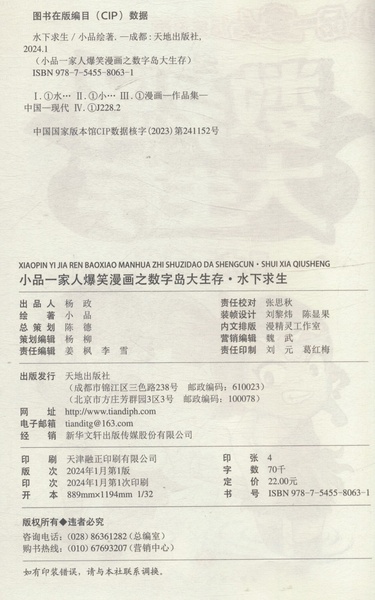 图书在版编目（CIP）数据
水下求生 / 小品绘著. —成都：天地出版社，
2024.1
（小品一家人爆笑漫画之数字岛大生存）
ISBN 978-7-5455-8063-1
Ⅰ. ①水… Ⅱ. ①小… Ⅲ. ①漫画—作品集—
中国—现代 Ⅳ. ①J228.2
中国国家版本馆CIP数据核字（2023）第241152号
XIAOPIN YI JIA REN BAOXIAO MANHUA ZHI SHUZIDAO DA SHENGCUN · SHUI XIA QIUSHENG
小品一家人爆笑漫画之数字岛大生存·水下求生
出品人 杨 政
绘著 小 品
总策划 陈 德
策划编辑 杨 柳
责任编辑 姜 枫 李 雪
责任校对 张思秋
装帧设计 刘黎炜 陈显果
内文排版 漫精灵工作室
营销编辑 魏 武
责任印制 刘 元 葛红梅
出版发行 天地出版社
（成都市锦江区三色路238号 邮政编码：610023）
（北京市方庄芳群园3区3号 邮政编码：100078）
网址 http://www.tiandiph.com
电子邮箱 tianditg@163.com
经销 新华文轩出版传媒股份有限公司
印刷 天津融正印刷有限公司
版次 2024年1月第1版
印次 2024年1月第1次印刷
开本 889mm×1194mm 1/32
印张 4
字数 70千
定价 22.00元
书号 ISBN 978-7-5455-8063-1
版权所有◆违者必究
咨询电话：（028）86361282（总编室）
购书热线：（010）67693207（营销中心）
如有印装错误，请与本社联系调换。